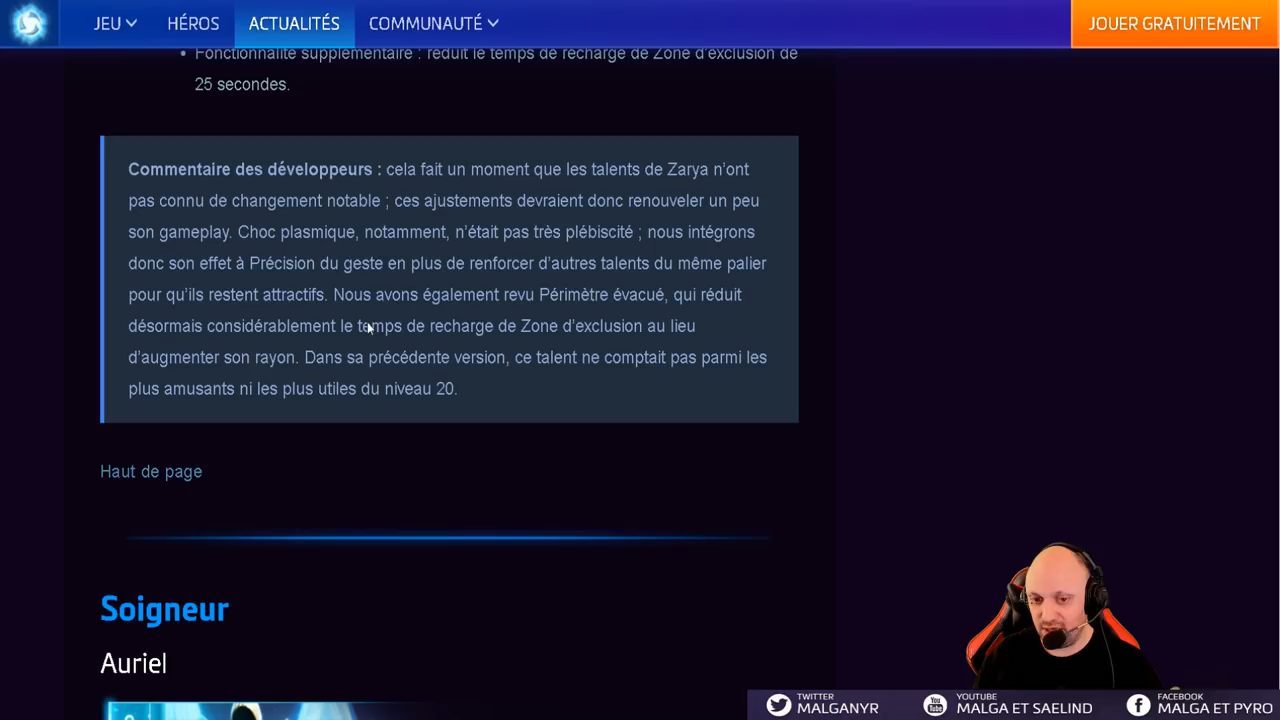 JEU HÉROS ACTUALITÉS COMMUNAUTÉ JOUER GRATUITEMENT
• Fonctionnalité supplémentaire : réduit le temps de recharge de Zone d’exclusion de
25 secondes.
Commentaire des développeurs : cela fait un moment que les talents de Zarya n’ont
pas connu de changement notable ; ces ajustements devraient donc renouveler un peu
son gameplay. Choc plasmique, notamment, n’était pas très plébiscité ; nous intégrons
donc son effet à Précision du geste en plus de renforcer d’autres talents du même palier
pour qu’ils restent attractifs. Nous avons également revu Périmètre évacué, qui réduit
désormais considérablement le temps de recharge de Zone d’exclusion au lieu
d’augmenter son rayon. Dans sa précédente version, ce talent ne comptait pas parmi les
plus amusants ni les plus utiles du niveau 20.
Haut de page
Soigneur
Auriel
TWITTER
MALGANYR
YOUTUBE
MALGA ET SAELIND
FACEBOOK
MALGA ET PYRO